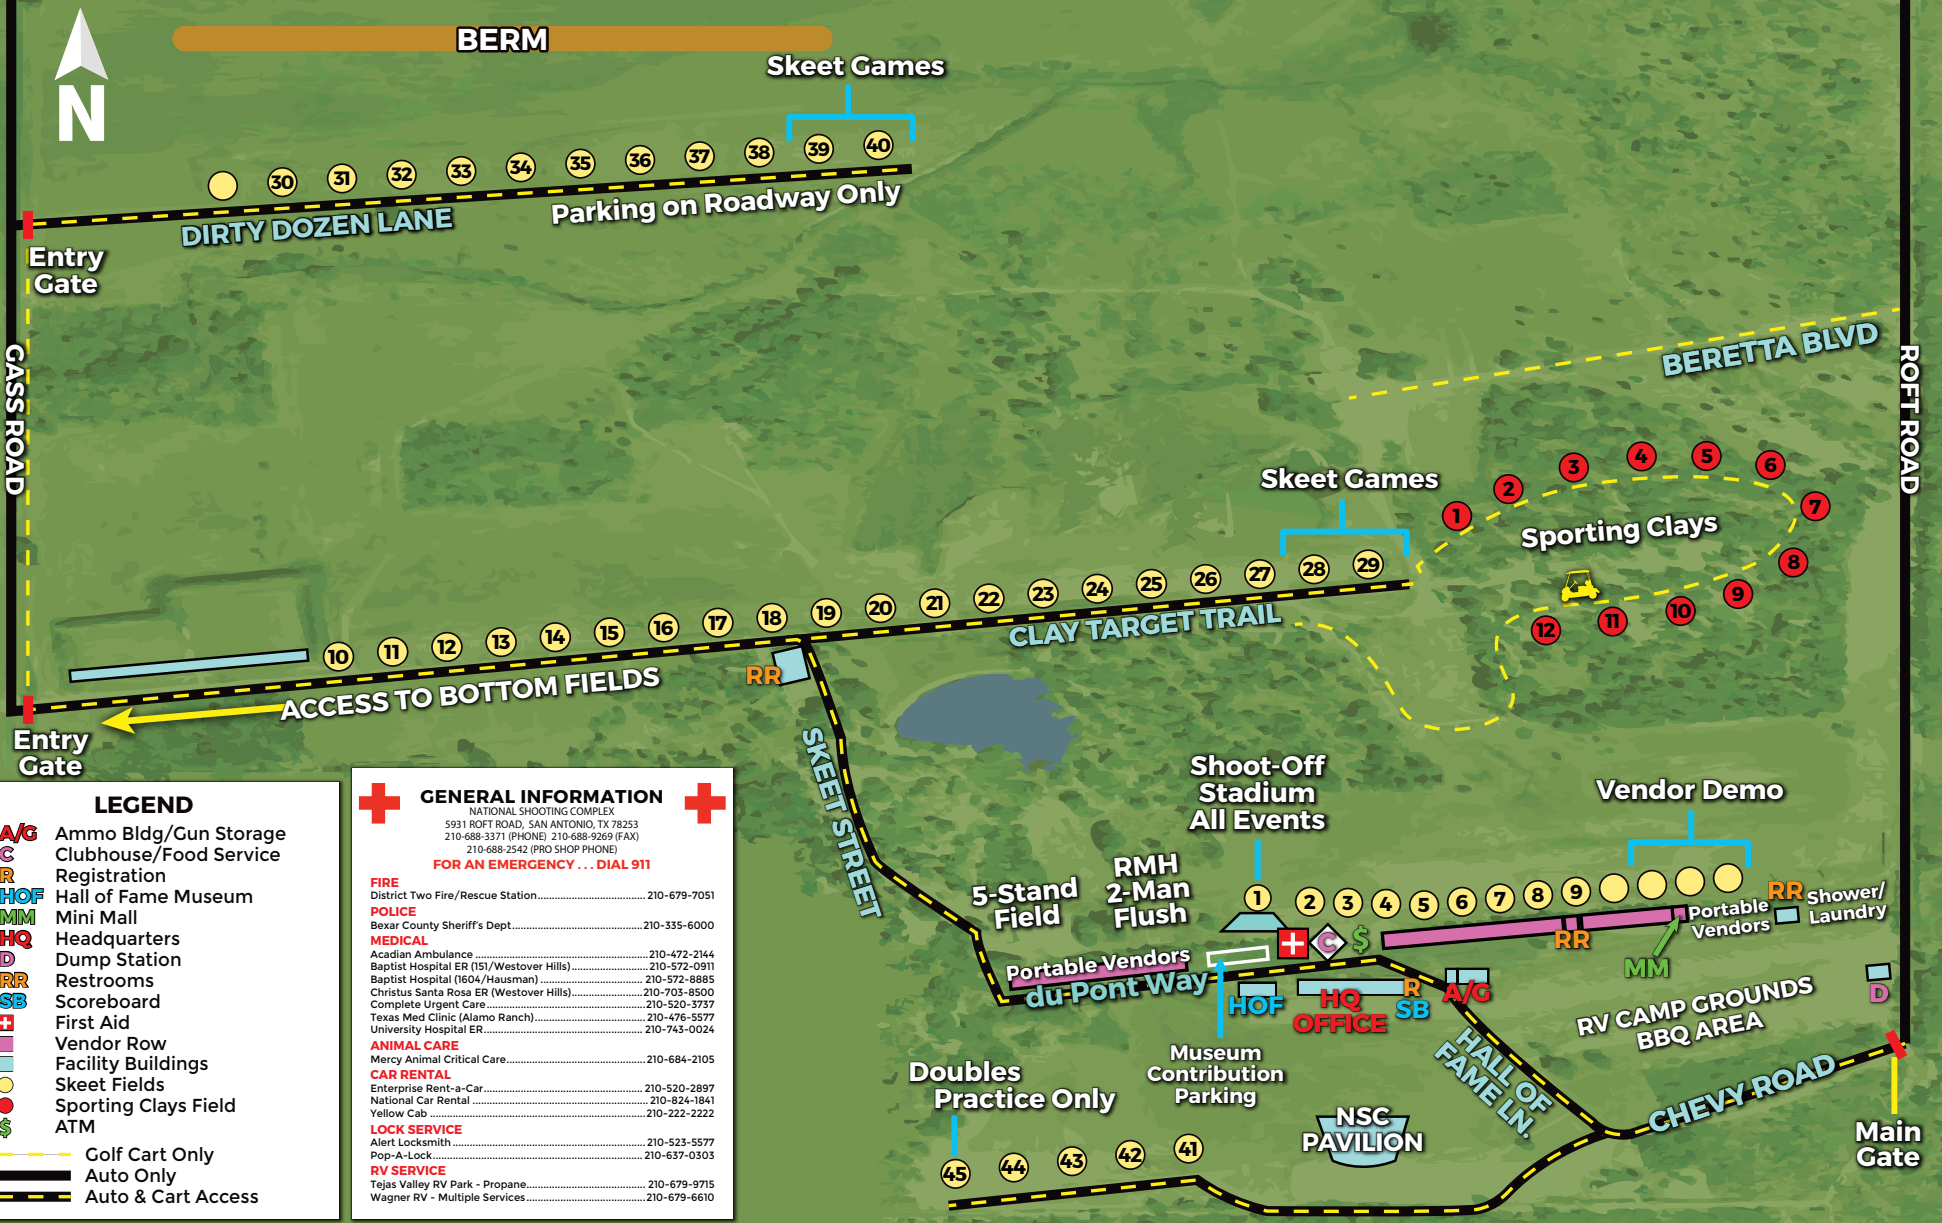 BERM
N
Skeet Games
30 31 32 33 34 35 36 37 38 39 40
DIRTY DOZEN LANE
Parking on Roadway Only
Entry
Gate
GASS ROAD
BERETTA BLVD
ROFT ROAD
Skeet Games
1 2 3 4 5 6 7 8 9 10 11 12
Sporting Clays
10 11 12 13 14 15 16 17 18 19 20 21 22 23 24 25 26 27 28 29
CLAY TARGET TRAIL
RR
ACCESS TO BOTTOM FIELDS
Entry
Gate
SKEET STREET
Shoot-Off
Stadium
All Events
Vendor Demo
5-Stand
Field
RMH
2-Man
Flush
1 2 3 4 5 6 7 8 9
RR
Shower/
Laundry
Portable
Vendors
C
$
RR
MM
Portable Vendors
du Pont Way
HOF
HQ
OFFICE
R
SB
A/G
D
RV CAMP GROUNDS
BBQ AREA
HALL OF
FAME LN.
CHEVY ROAD
Main
Gate
Museum
Contribution
Parking
Doubles
Practice Only
NSC
PAVILION
45 44 43 42 41
LEGEND
A/G Ammo Bldg/Gun Storage
C Clubhouse/Food Service
R Registration
HOF Hall of Fame Museum
MM Mini Mall
HQ Headquarters
D Dump Station
RR Restrooms
SB Scoreboard
First Aid
Vendor Row
Facility Buildings
Skeet Fields
Sporting Clays Field
$ ATM
Golf Cart Only
Auto Only
Auto & Cart Access
GENERAL INFORMATION
NATIONAL SHOOTING COMPLEX
5931 ROFT ROAD, SAN ANTONIO, TX 78253
210-688-3371 (PHONE) 210-688-9269 (FAX)
210-688-2542 (PRO SHOP PHONE)
FOR AN EMERGENCY . . . DIAL 911
FIRE
District Two Fire/Rescue Station 210-679-7051
POLICE
Bexar County Sheriff's Dept 210-335-6000
MEDICAL
Acadian Ambulance 210-472-2144
Baptist Hospital ER (151/Westover Hills) 210-572-0911
Baptist Hospital (1604/Hausman) 210-572-8885
Christus Santa Rosa ER (Westover Hills) 210-703-8500
Complete Urgent Care 210-520-3737
Texas Med Clinic (Alamo Ranch) 210-476-5577
University Hospital ER 210-743-0024
ANIMAL CARE
Mercy Animal Critical Care 210-684-2105
CAR RENTAL
Enterprise Rent-a-Car 210-520-2897
National Car Rental 210-824-1841
Yellow Cab 210-222-2222
LOCK SERVICE
Alert Locksmith 210-523-5577
Pop-A-Lock 210-637-0303
RV SERVICE
Tejas Valley RV Park - Propane 210-679-9715
Wagner RV - Multiple Services 210-679-6610